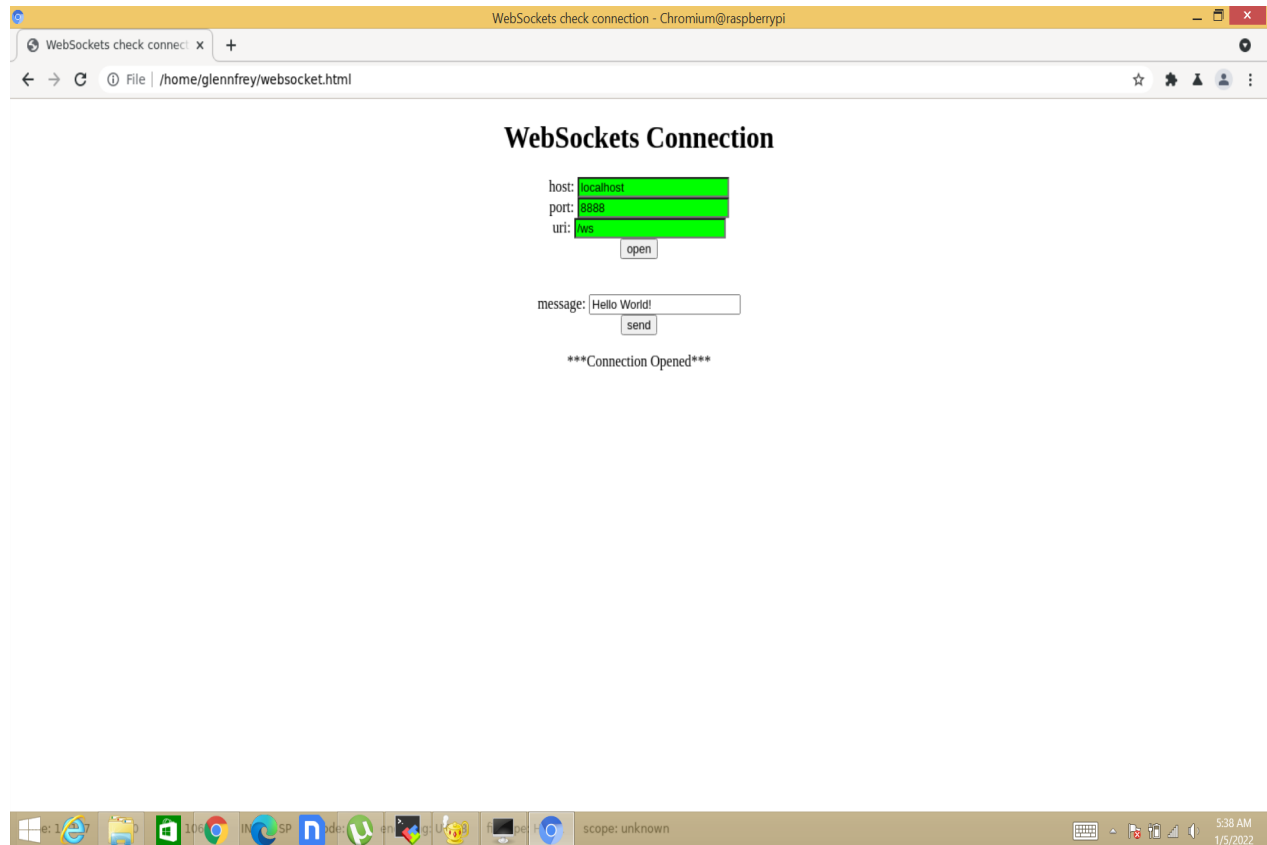 WebSockets check connection - Chromium@raspberrypi
WebSockets check connect
File | /home/glennfrey/websocket.html
WebSockets Connection
host: localhost
port: 8888
uri: /ws
open
message: Hello World!
send
***Connection Opened***
scope: unknown
5:38 AM
1/5/2022